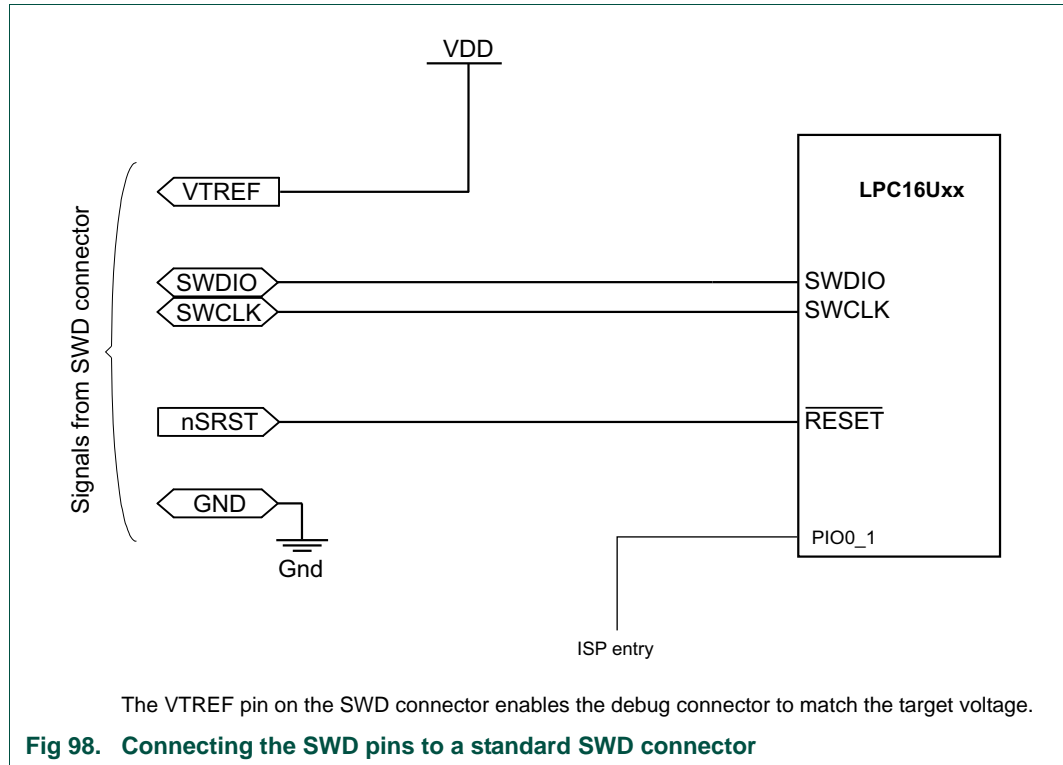 VDD
VTREF
LPC16Uxx
Signals from SWD connector
SWDIO
SWDIO
SWCLK
SWCLK
nSRST
RESET
GND
Gnd
PIO0_1
ISP entry
The VTREF pin on the SWD connector enables the debug connector to match the target voltage.
Fig 98. Connecting the SWD pins to a standard SWD connector